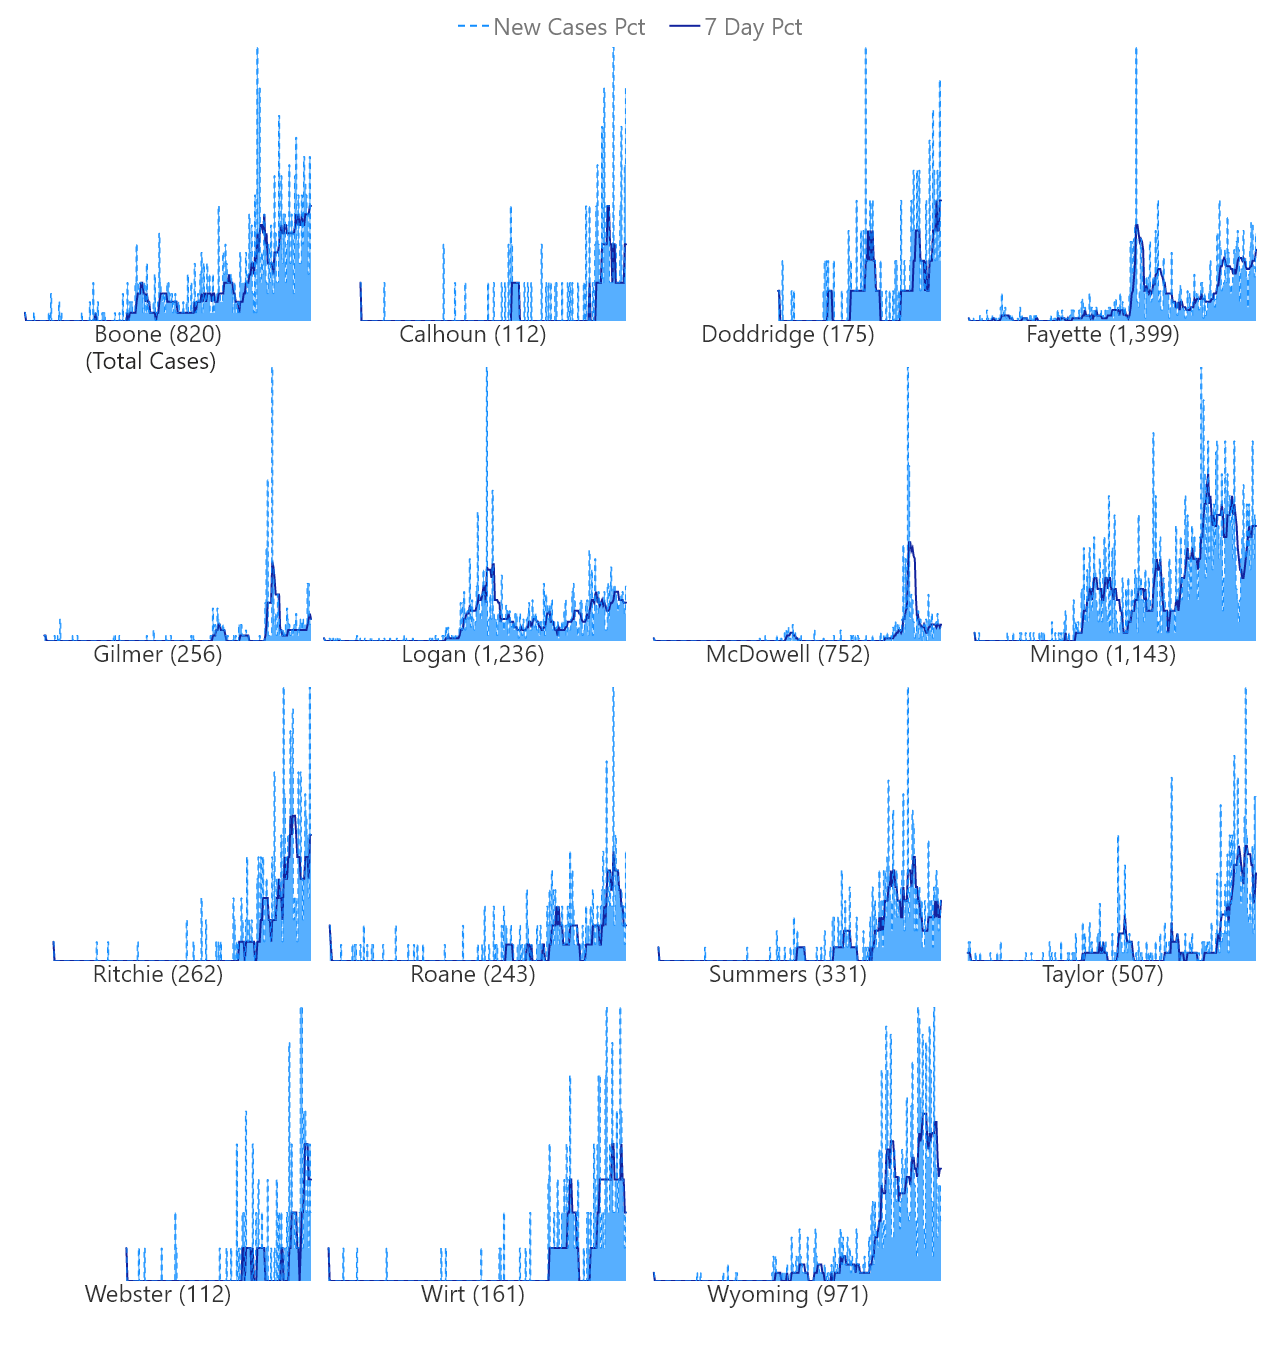 New Cases Pct 7 Day Pct
Boone (820) Calhoun (112) Doddridge (175) Fayette (1,399)
(Total Cases)
Gilmer (256) Logan (1,236) McDowell (752) Mingo (1,143)
Ritchie (262) Roane (243) Summers (331) Taylor (507)
Webster (112) Wirt (161) Wyoming (971)